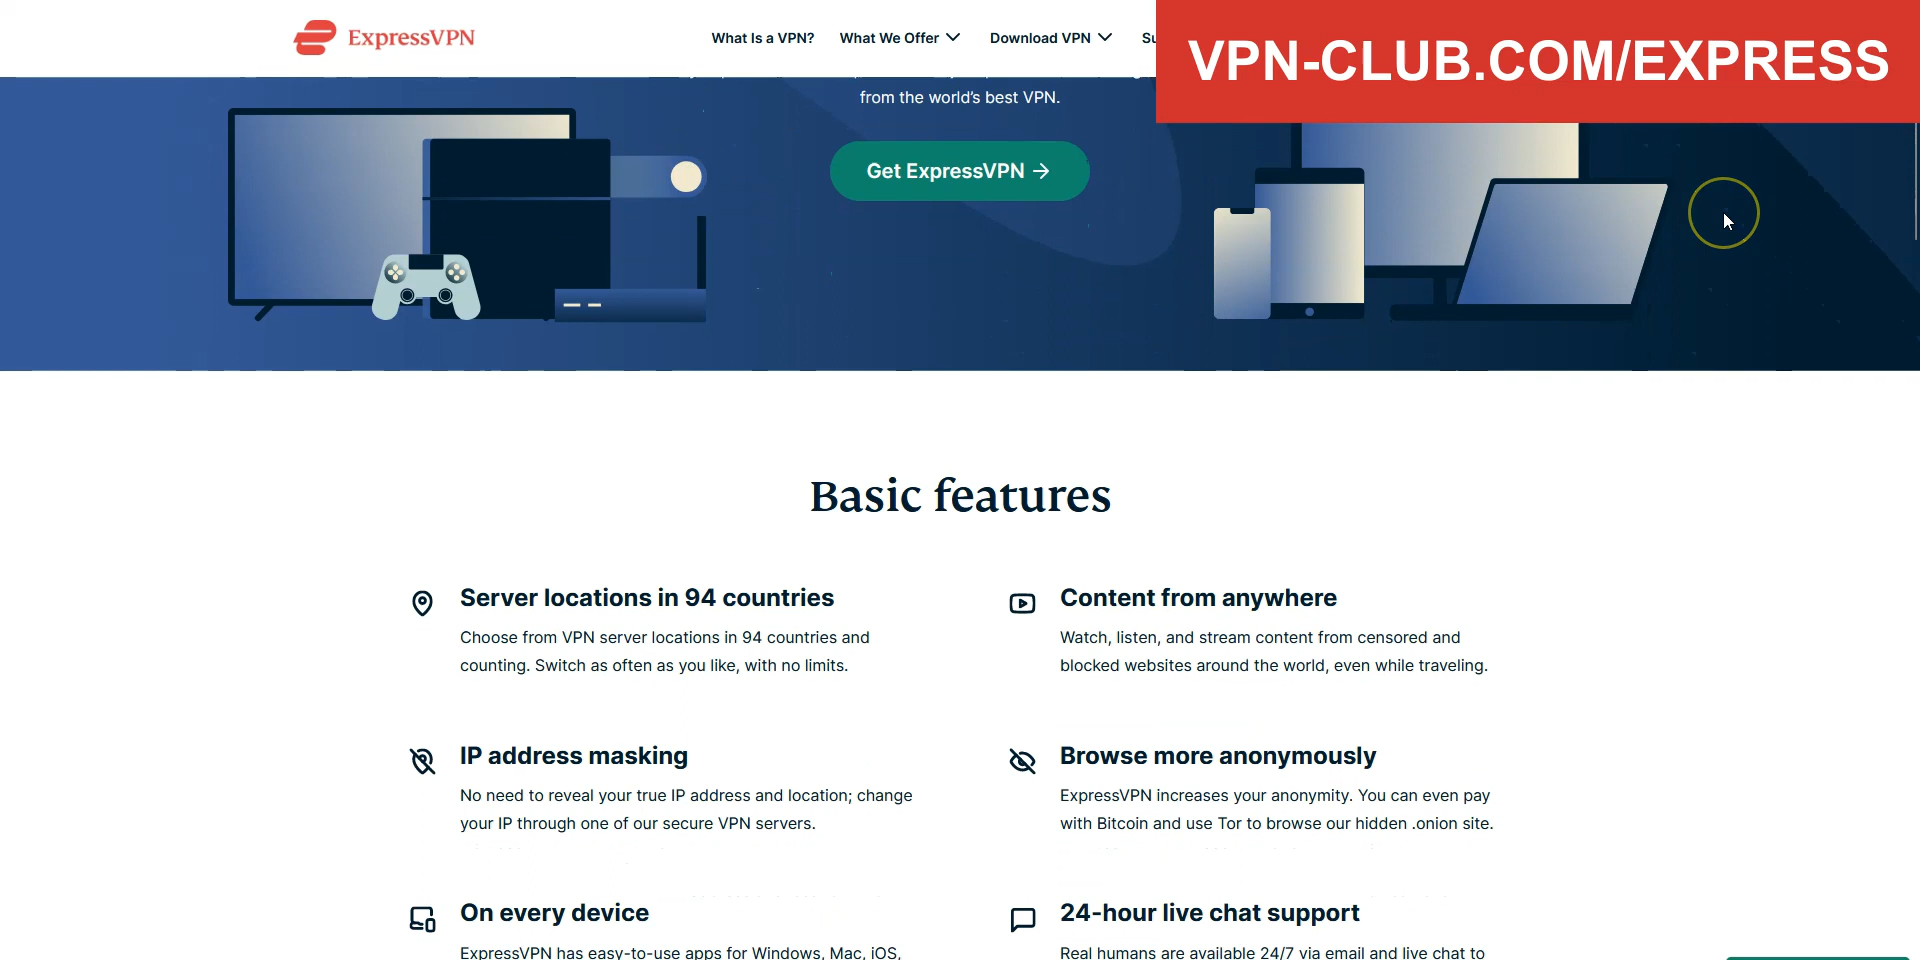 ExpressVPN
What Is a VPN? What We Offer Download VPN
VPN-CLUB.COM/EXPRESS
from the world's best VPN.
Get ExpressVPN →
Basic features
Server locations in 94 countries
Choose from VPN server locations in 94 countries and
counting. Switch as often as you like, with no limits.
Content from anywhere
Watch, listen, and stream content from censored and
blocked websites around the world, even while traveling.
IP address masking
No need to reveal your true IP address and location; change
your IP through one of our secure VPN servers.
Browse more anonymously
ExpressVPN increases your anonymity. You can even pay
with Bitcoin and use Tor to browse our hidden .onion site.
On every device
ExpressVPN has easy-to-use apps for Windows, Mac, iOS,
24-hour live chat support
Real humans are available 24/7 via email and live chat to